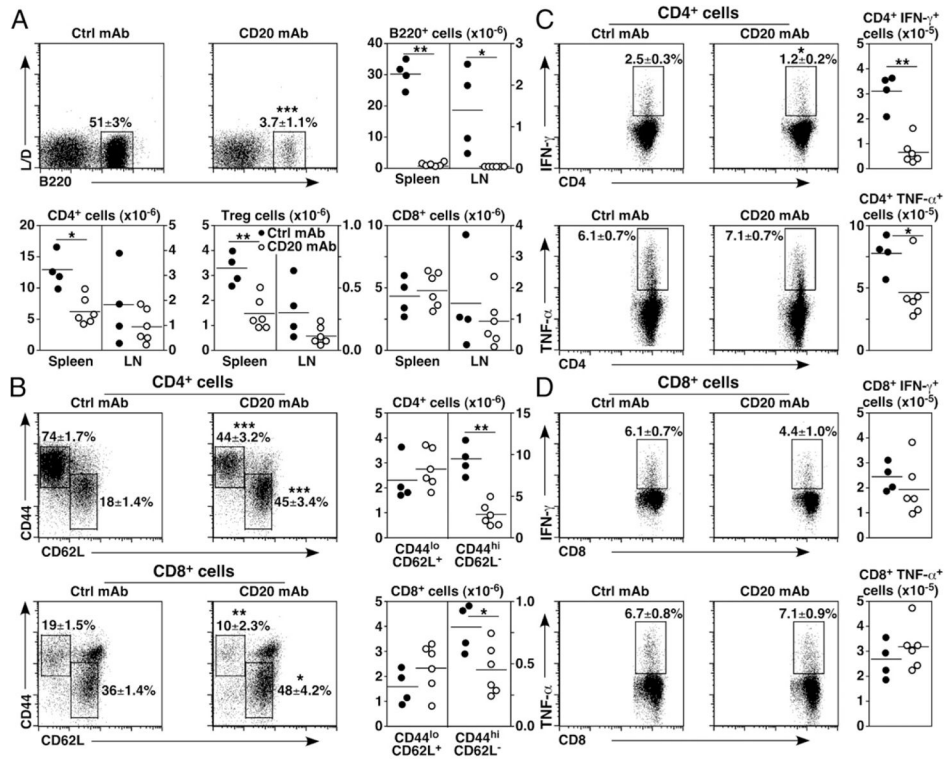 A
Ctrl mAb
CD20 mAb
B220⁺ cells (x10⁻⁶)
51±3%
***
3.7±1.1%
L/D
B220
40
30
20
10
0
**
*
3
2
1
0
Spleen
LN
CD4⁺ cells (x10⁻⁶)
20
15
10
5
0
*
5
4
3
2
1
0
Spleen
LN
Treg cells (x10⁻⁶)
Ctrl mAb
CD20 mAb
5
4
3
2
1
0
**
1.0
0.5
0.0
Spleen
LN
CD8⁺ cells (x10⁻⁶)
10
5
0
1.0
0.5
0.0
Spleen
LN
B
CD4⁺ cells
Ctrl mAb
CD20 mAb
74±1.7%
18±1.4%
***
44±3.2%
***
45±3.4%
CD44
CD62L
CD4⁺ cells (x10⁻⁶)
5
4
3
2
1
0
**
15
10
5
0
CD44ˡᵒ CD44ʰⁱ
CD62L⁺ CD62L⁻
CD8⁺ cells
Ctrl mAb
CD20 mAb
19±1.5%
36±1.4%
**
10±2.3%
*
48±4.2%
CD44
CD62L
CD8⁺ cells (x10⁻⁶)
5
4
3
2
1
0
*
1.0
0.5
0.0
CD44ˡᵒ CD44ʰⁱ
CD62L⁺ CD62L⁻
C
CD4⁺ cells
Ctrl mAb
CD20 mAb
2.5±0.3%
*
1.2±0.2%
IFN-γ
CD4
CD4⁺ IFN-γ⁺
cells (x10⁻⁵)
5
4
3
2
1
0
**
Ctrl mAb
CD20 mAb
6.1±0.7%
7.1±0.7%
TNF-α
CD4
CD4⁺ TNF-α⁺
cells (x10⁻⁵)
10
5
0
*
D
CD8⁺ cells
Ctrl mAb
CD20 mAb
6.1±0.7%
4.4±1.0%
IFN-γ
CD8
CD8⁺ IFN-γ⁺
cells (x10⁻⁵)
5
4
3
2
1
0
Ctrl mAb
CD20 mAb
6.7±0.8%
7.1±0.9%
TNF-α
CD8
CD8⁺ TNF-α⁺
cells (x10⁻⁵)
5
4
3
2
1
0